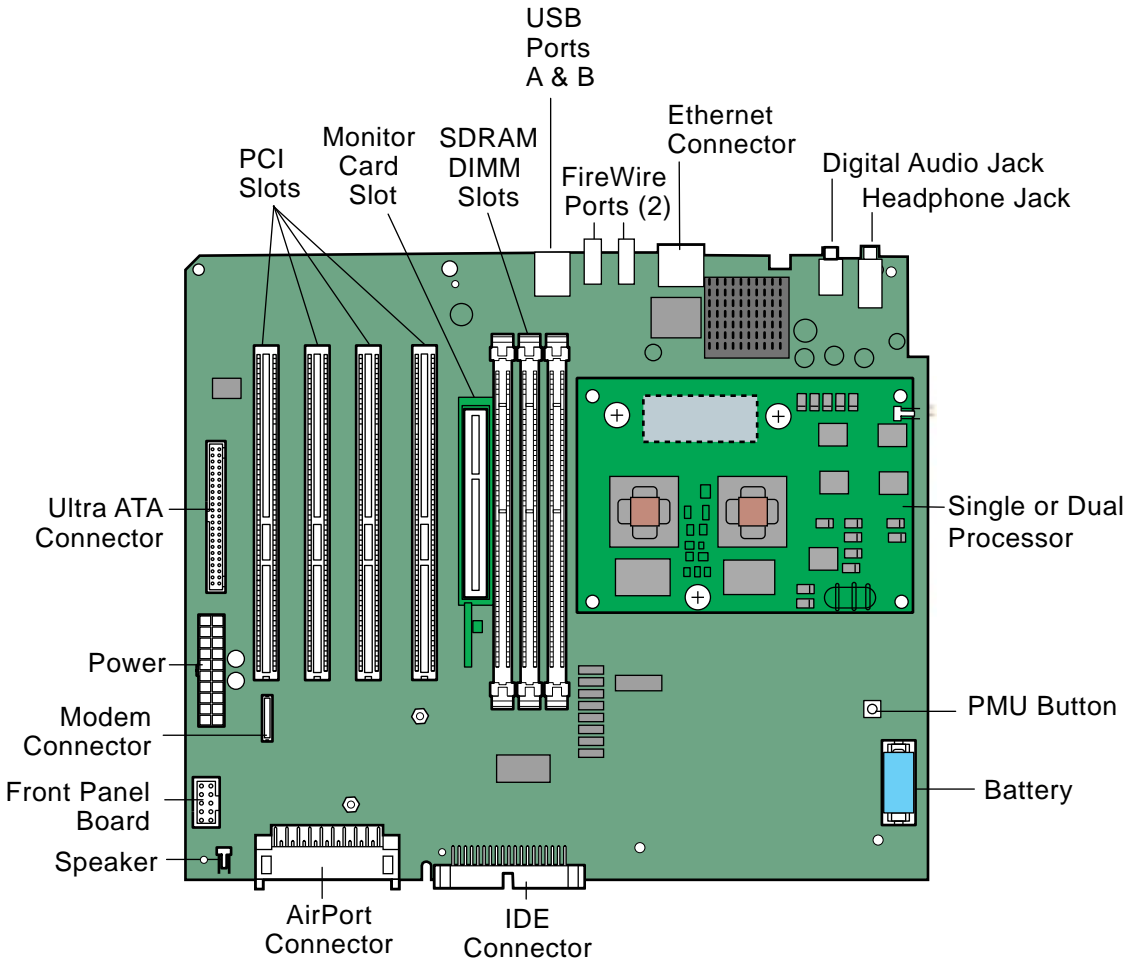 USB
Ports
A & B
Ethernet
Connector
Monitor
Card
Slot
SDRAM
DIMM
Slots
PCI
Slots
FireWire
Ports (2)
Digital Audio Jack
Headphone Jack
Ultra ATA
Connector
Single or Dual
Processor
Power
Modem
Connector
PMU Button
Front Panel
Board
Battery
Speaker
AirPort
Connector
IDE
Connector